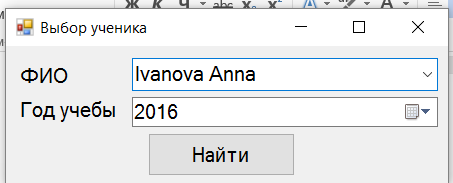 Выбор ученика
ФИО Ivanova Anna
Год учебы 2016
Найти